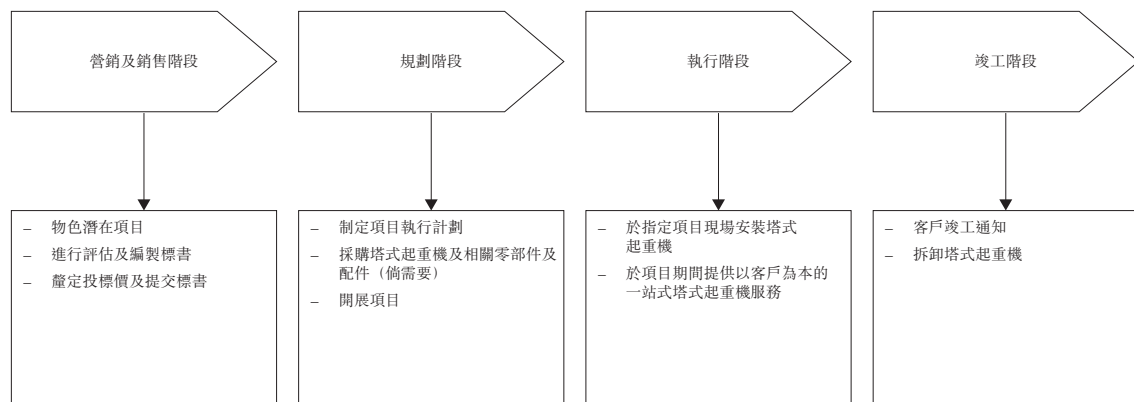 營銷及銷售階段
規劃階段
執行階段
竣工階段
– 物色潛在項目
– 進行評估及編製標書
– 釐定投標價及提交標書
– 制定項目執行計劃
– 採購塔式起重機及相關零部件及
配件（倘需要）
– 開展項目
– 於指定項目現場安裝塔式
起重機
– 於項目期間提供以客戶為本的
一站式塔式起重機服務
– 客戶竣工通知
– 拆卸塔式起重機